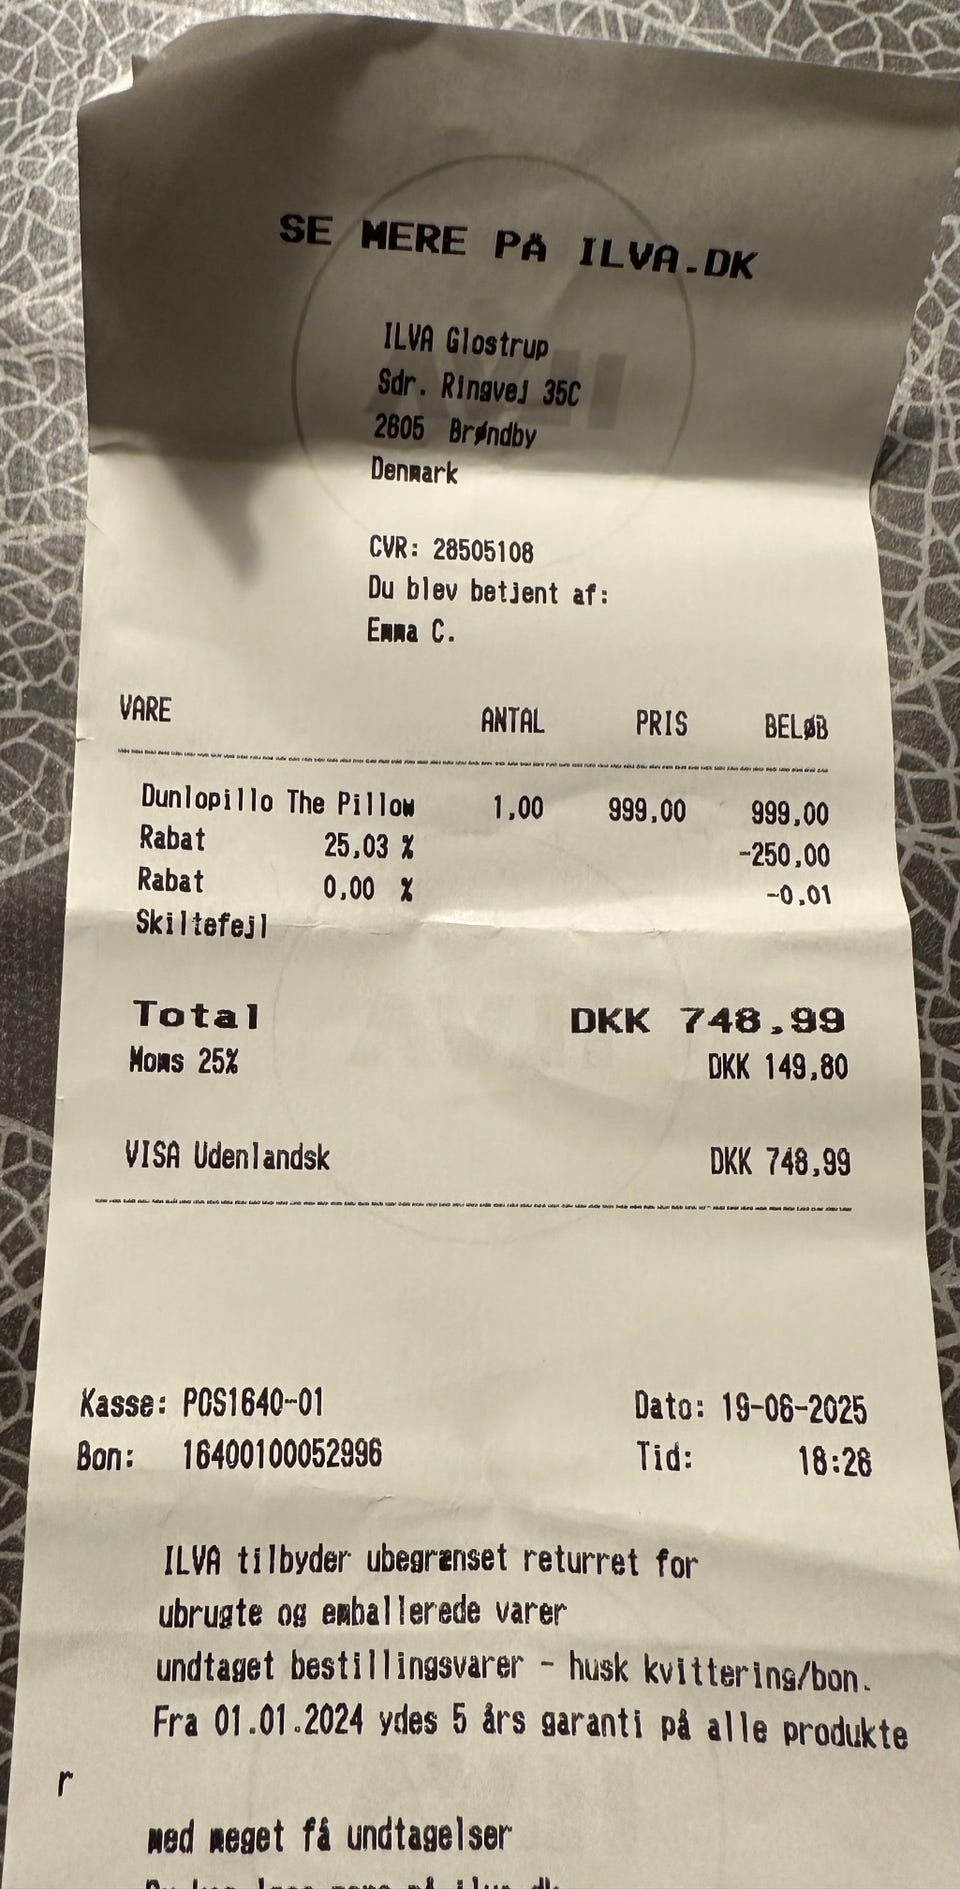 SE MERE PÅ ILVA.DK
ILVA Glostrup
Sdr. Ringvej 35C
2605 Brøndby
Denmark
CVR: 28505108
Du blev betjent af:
Emma C.
VARE ANTAL PRIS BELØB
Dunlopillo The Pillow 1,00 999,00 999,00
Rabat 25,03 % -250,00
Rabat 0,00 % -0,01
Skiltefejl
Total DKK 748,99
Moms 25% DKK 149,80
VISA Udenlandsk DKK 748,99
Kasse: POS1640-01 Dato: 19-06-2025
Bon: 16400100052996 Tid: 18:28
ILVA tilbyder ubegrænset returret for
ubrugte og emballerede varer
undtaget bestillingsvarer - husk kvittering/bon.
Fra 01.01.2024 ydes 5 års garanti på alle produkte
r
med meget få undtagelser